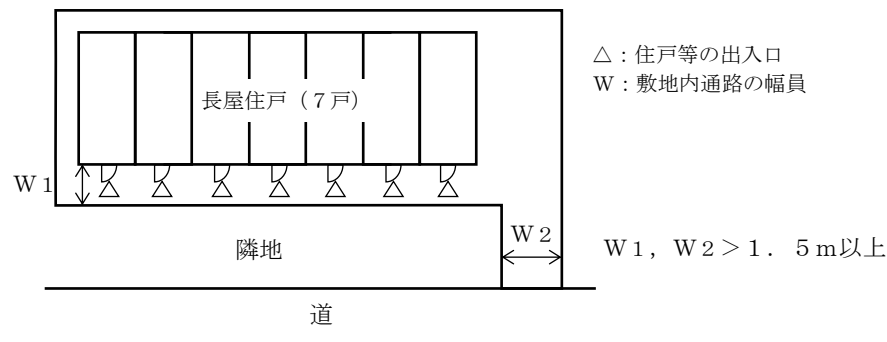 △：住戸等の出入口
W：敷地内通路の幅員
長屋住戸（７戸）
W１
隣地
W２
W１，W２＞１．５m以上
道